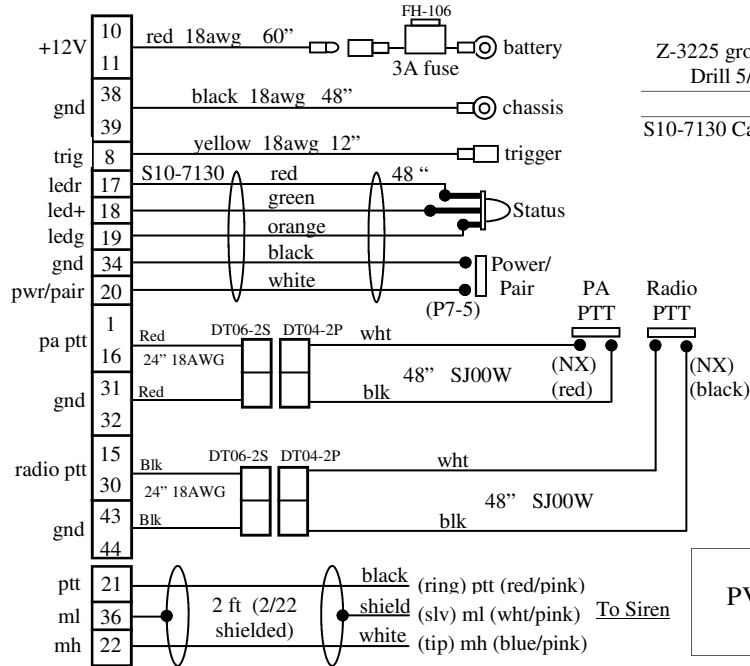 FH-106
+12V 10 red 18awg 60” battery
11 3A fuse
Z-3225
Drill
gnd 38 black 18awg 48” chassis
39
S10-7130
trig 8 yellow 18awg 12” trigger
ledr 17 S10-7130 red 48 “
led+ 18 green Status
ledg 19 orange
gnd 34 black Power/
pwr/pair 20 white Pair
(P7-5)
PA Radio
PTT PTT
pa ptt 1 Red DT06-2S DT04-2P wht
16 24” 18AWG (NX) (NX)
48” SJ00W (red) (black)
gnd 31 Red blk
32
radio ptt 15 Blk DT06-2S DT04-2P wht
30 24” 18AWG
48” SJ00W
gnd 43 Blk blk
44
ptt 21 black (ring) ptt (red/pink)
ml 36 2 ft (2/22 shield (slv) ml (wht/pink) To Siren
shielded)
mh 22 white (tip) mh (blue/pink)